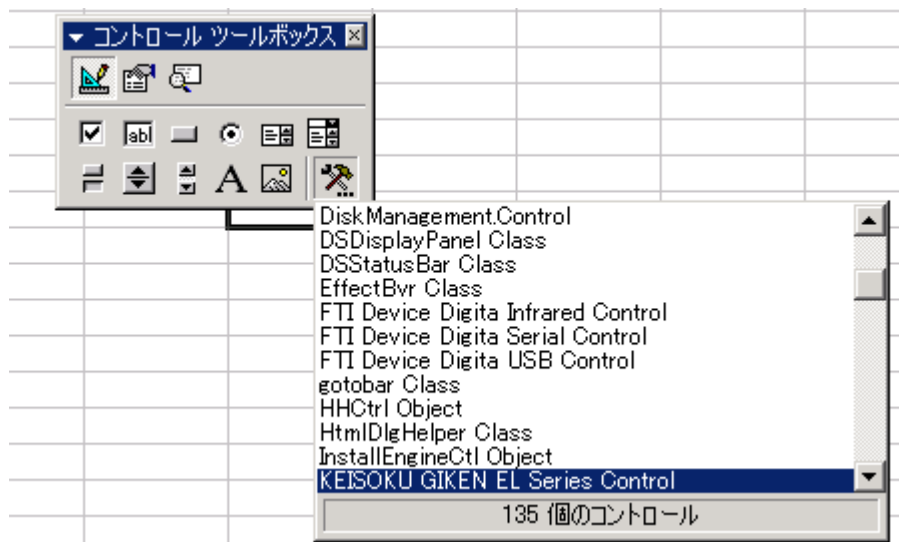 コントロール ツールボックス
abl
A
DiskManagement.Control
DSDisplayPanel Class
DSStatusBar Class
EffectBvr Class
FTI Device Digita Infrared Control
FTI Device Digita Serial Control
FTI Device Digita USB Control
gotobar Class
HHCtrl Object
HtmlDlgHelper Class
InstallEngineCtl Object
KEISOKU GIKEN EL Series Control
135 個のコントロール